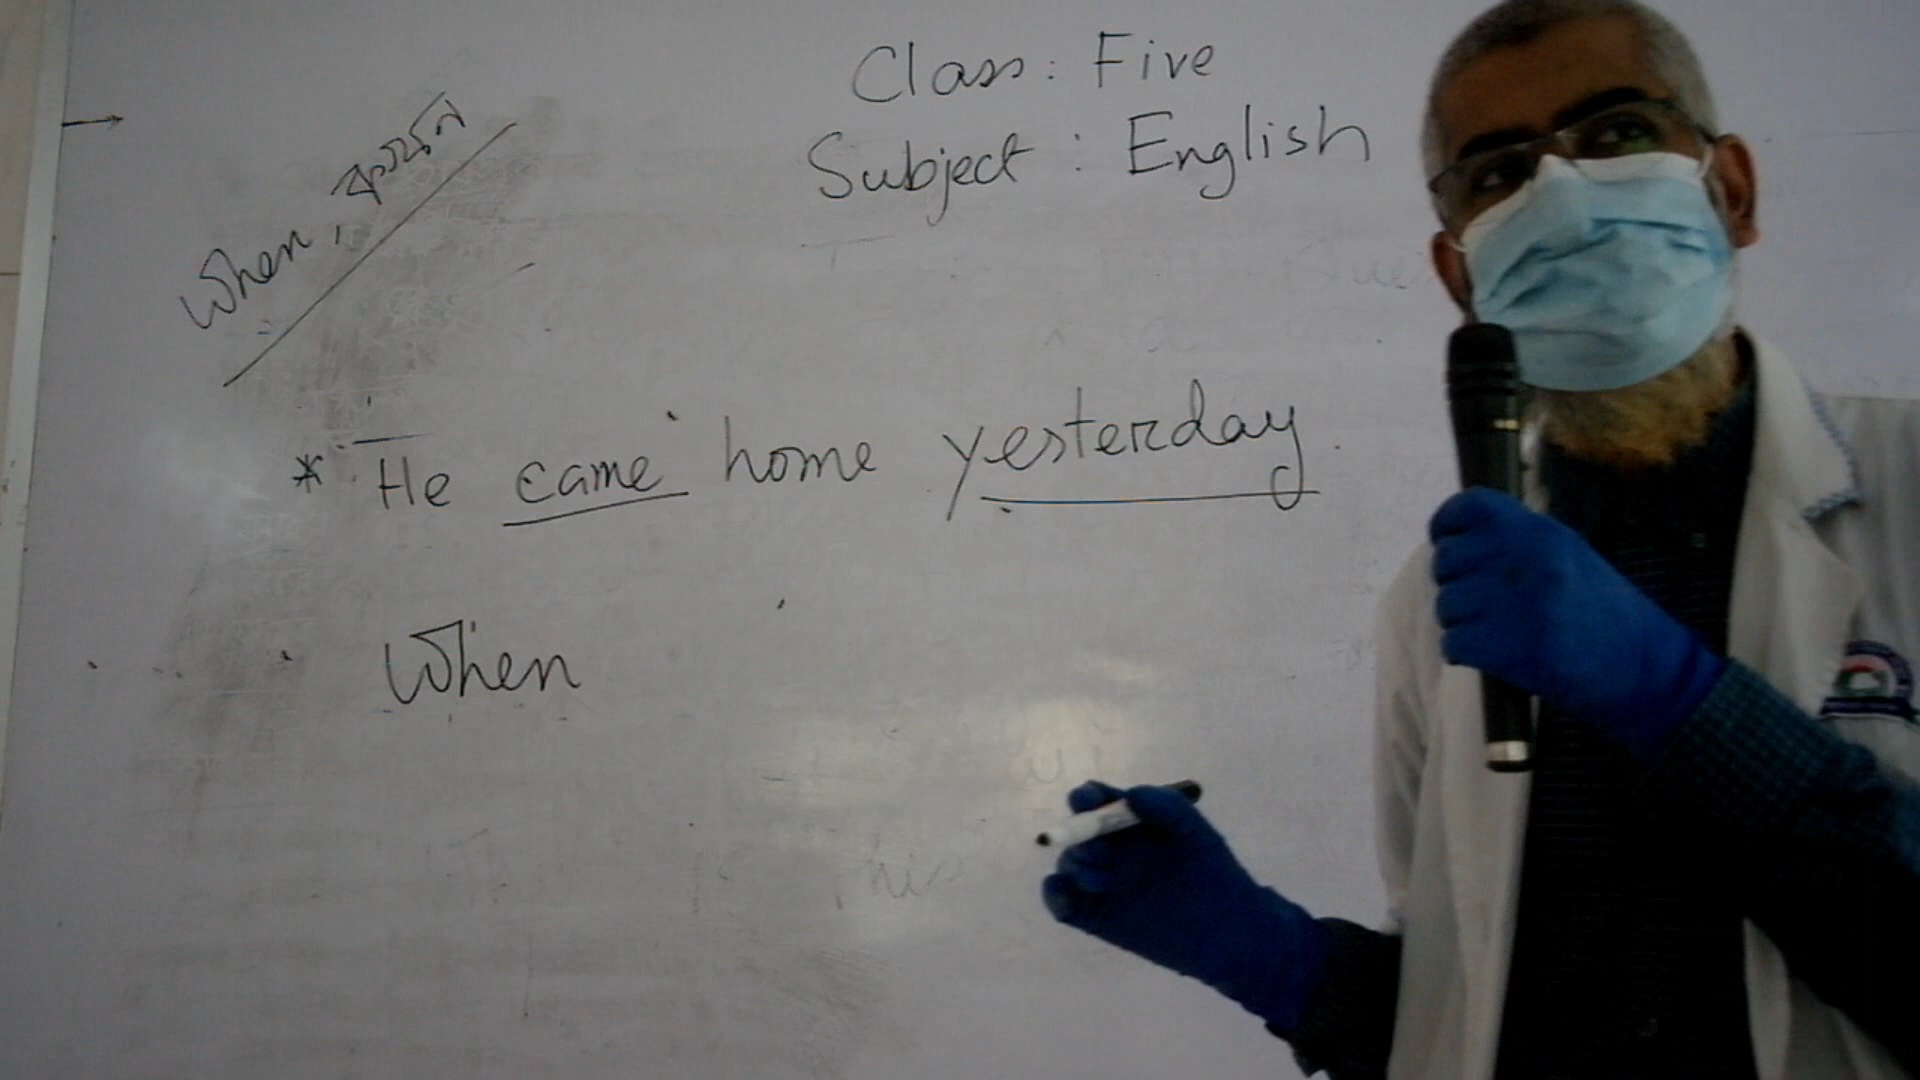 Class: Five
Subject: English
When, কখন
* He came home yesterday.
When